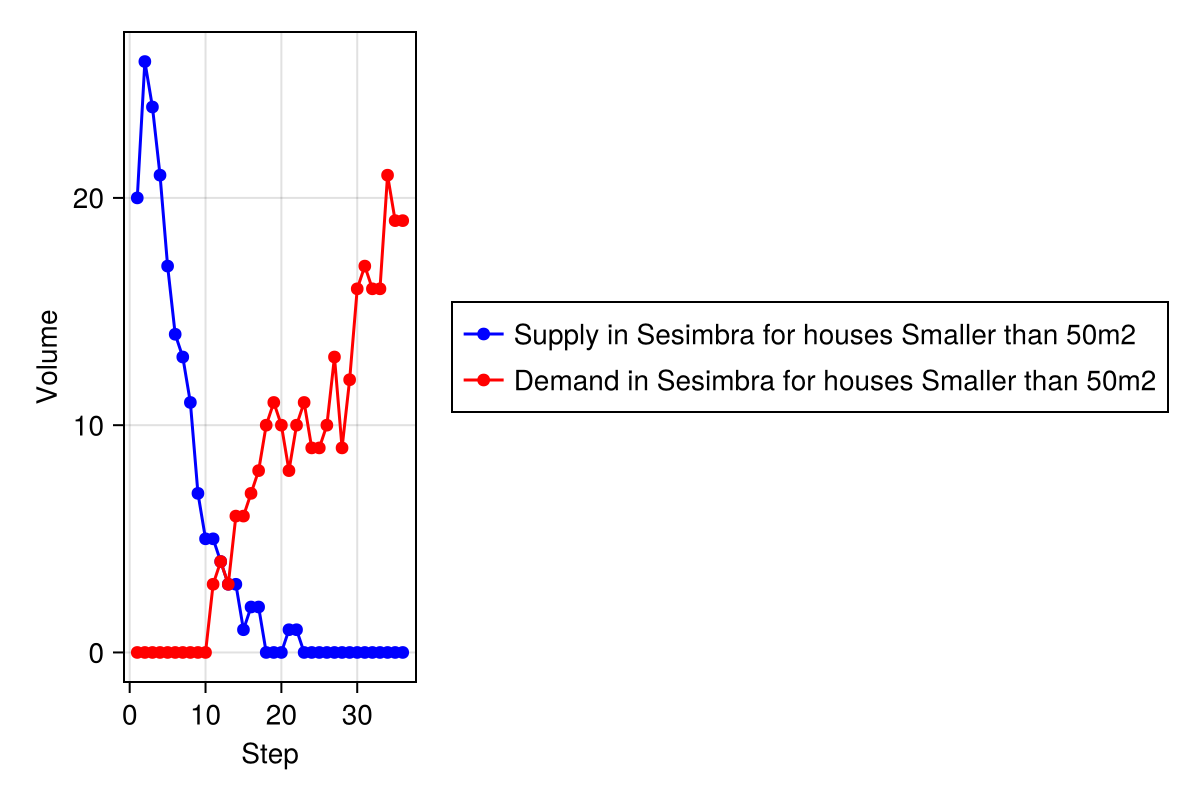 Volume
20
10
0
0 10 20 30
Step
Supply in Sesimbra for houses Smaller than 50m2
Demand in Sesimbra for houses Smaller than 50m2